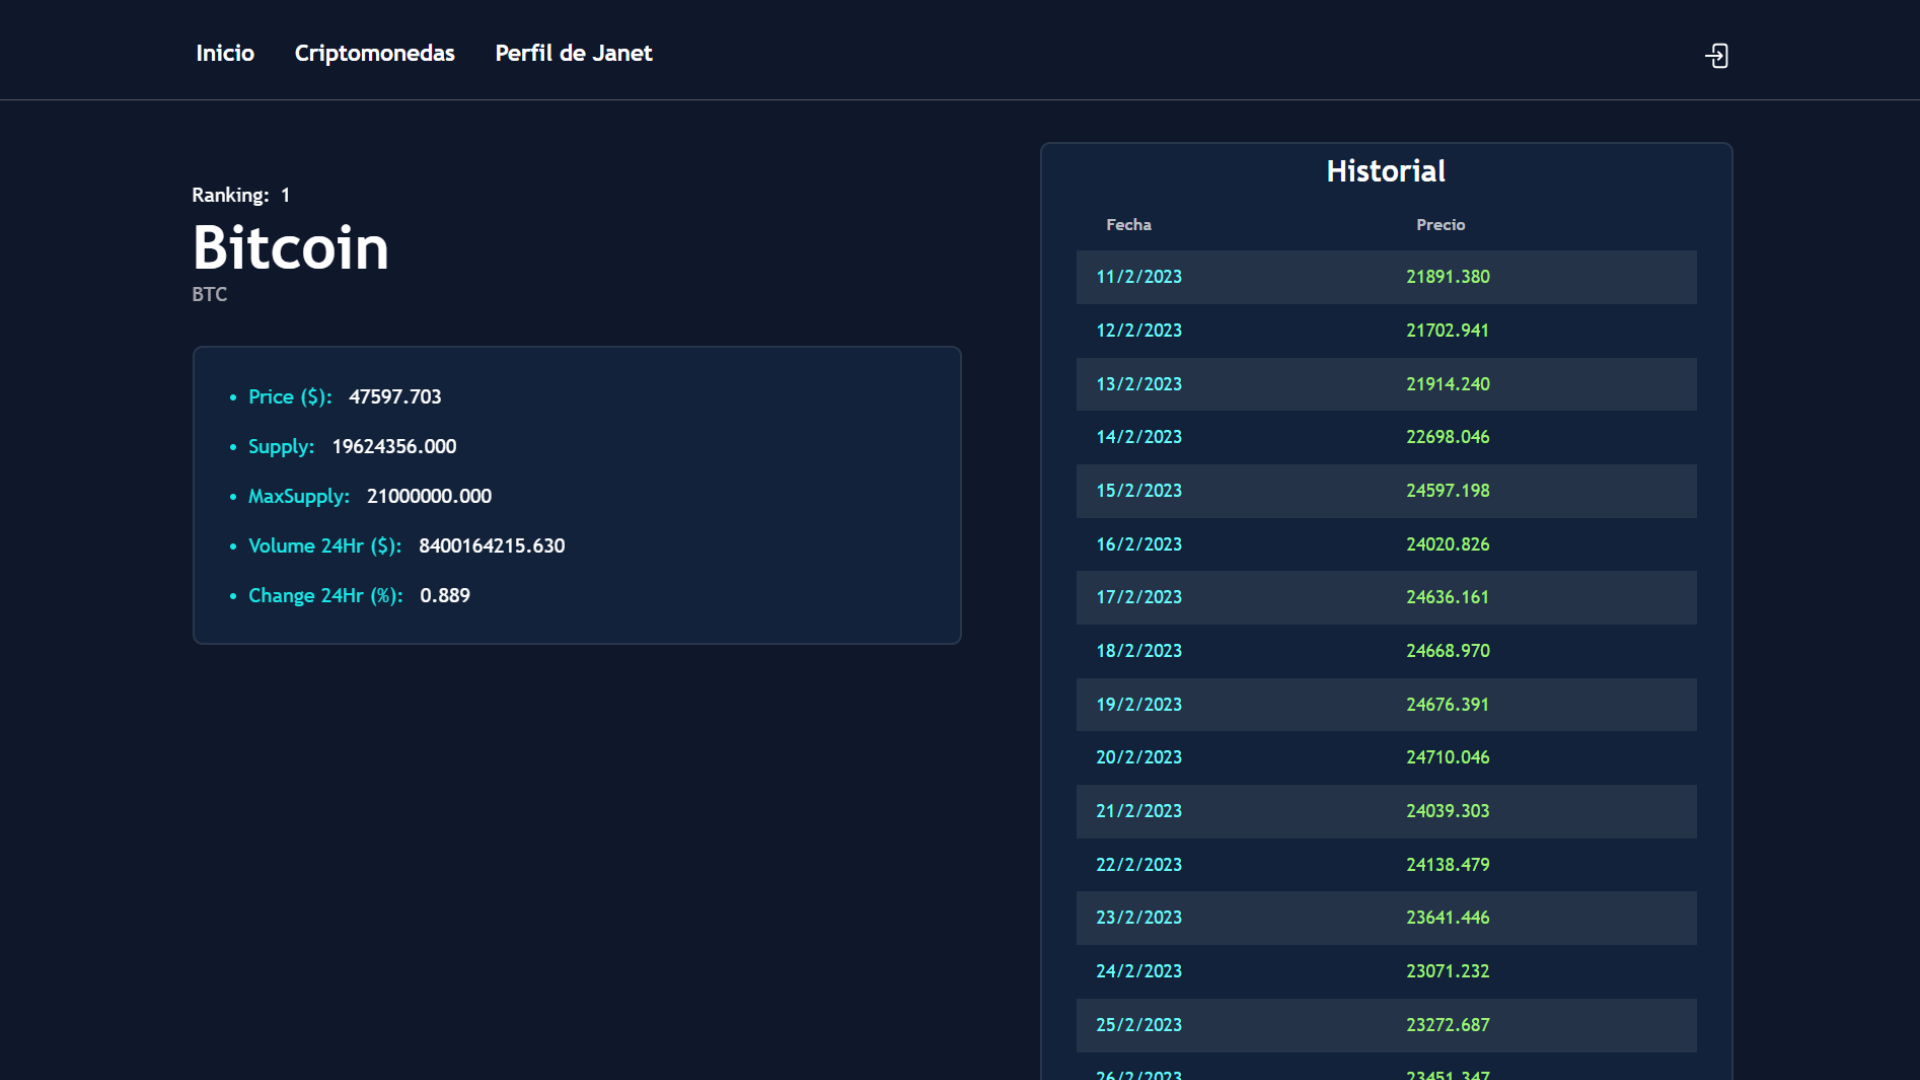 Inicio Criptomonedas Perfil de Janet
Ranking: 1
Bitcoin
BTC
• Price ($): 47597.703
• Supply: 19624356.000
• MaxSupply: 21000000.000
• Volume 24Hr ($): 8400164215.630
• Change 24Hr (%): 0.889
Historial
Fecha Precio
11/2/2023 21891.380
12/2/2023 21702.941
13/2/2023 21914.240
14/2/2023 22698.046
15/2/2023 24597.198
16/2/2023 24020.826
17/2/2023 24636.161
18/2/2023 24668.970
19/2/2023 24676.391
20/2/2023 24710.046
21/2/2023 24039.303
22/2/2023 24138.479
23/2/2023 23641.446
24/2/2023 23071.232
25/2/2023 23272.687
26/2/2023 23451.347